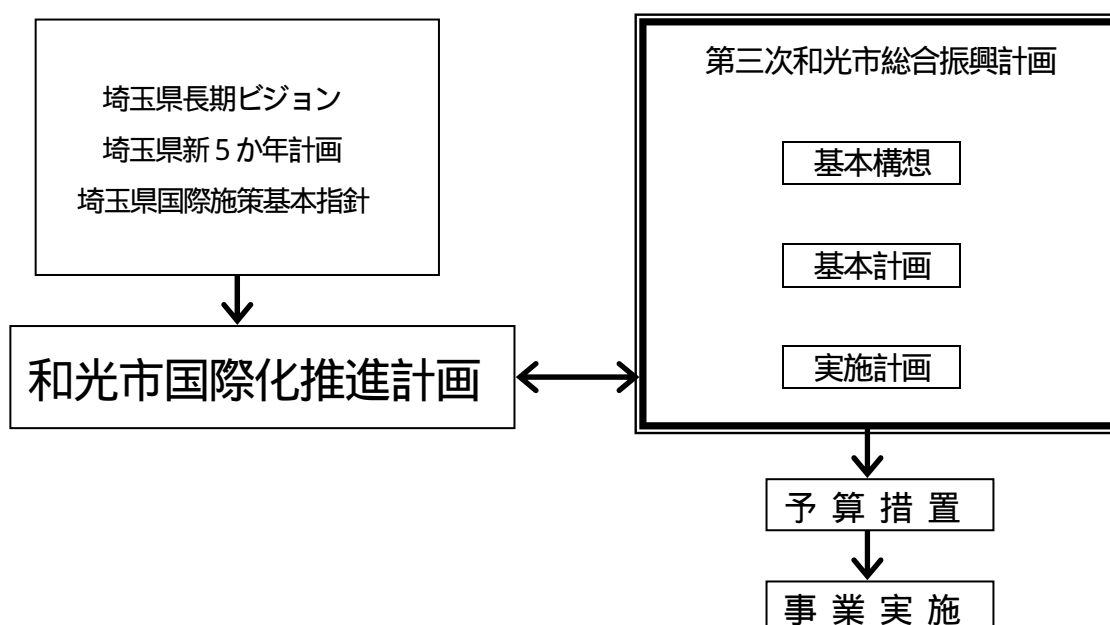 埼玉県長期ビジョン
埼玉県新５か年計画
埼玉県国際施策基本指針
和光市国際化推進計画
第三次和光市総合振興計画
基本構想
基本計画
実施計画
予算措置
事業実施